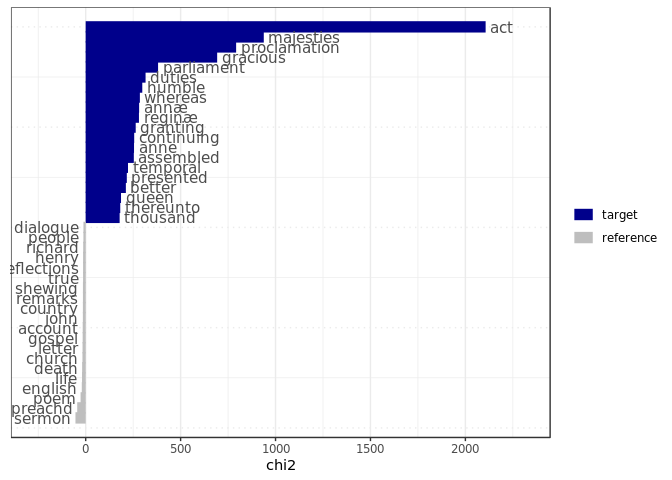 act
majesties
proclamation
gracious
parliament
duties
humble
whereas
annæ
reginæ
granting
continuing
anne
assembled
temporal
presented
better
queen
thereunto
thousand
dialogue
people
richard
henry
eflections
true
shewing
remarks
country
john
account
gospel
letter
church
death
life
english
poem
preachd
sermon
target
reference
0 500 1000 1500 2000
chi2